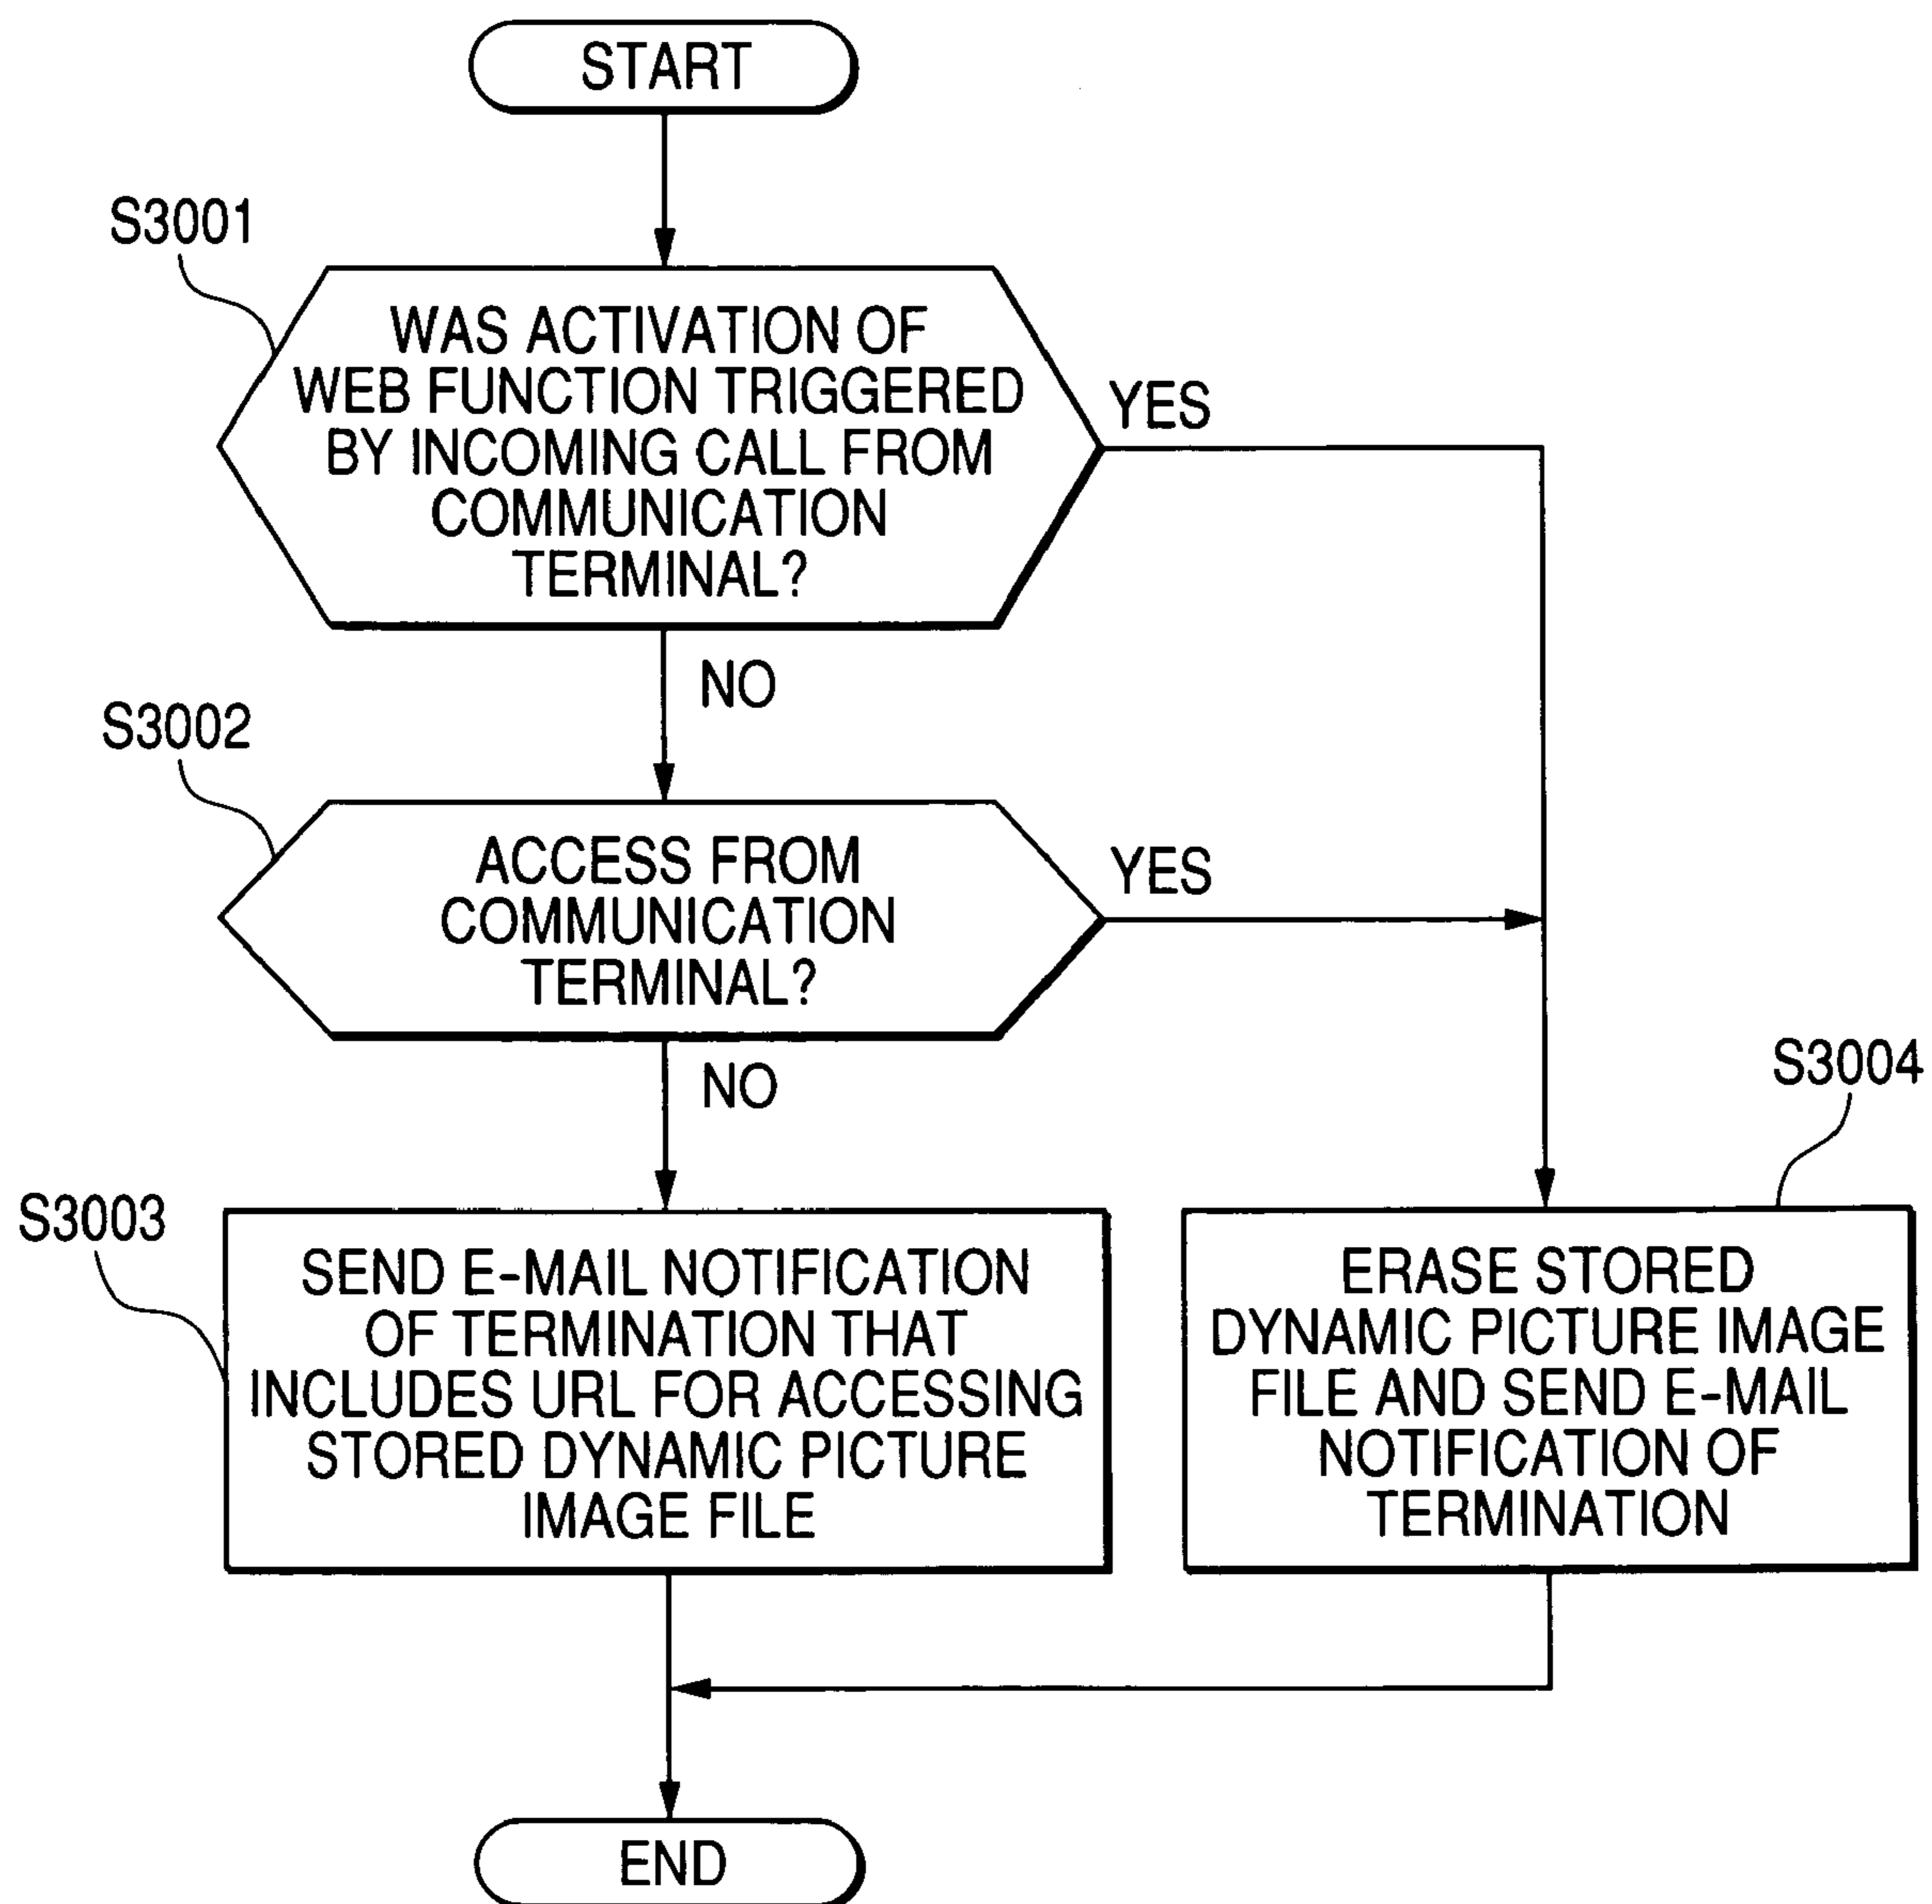 START
S3001
WAS ACTIVATION OF
WEB FUNCTION TRIGGERED
BY INCOMING CALL FROM
COMMUNICATION
TERMINAL?
YES
NO
S3002
ACCESS FROM
COMMUNICATION
TERMINAL?
YES
NO
S3003
SEND E-MAIL NOTIFICATION
OF TERMINATION THAT
INCLUDES URL FOR ACCESSING
STORED DYNAMIC PICTURE
IMAGE FILE
S3004
ERASE STORED
DYNAMIC PICTURE IMAGE
FILE AND SEND E-MAIL
NOTIFICATION OF
TERMINATION
END